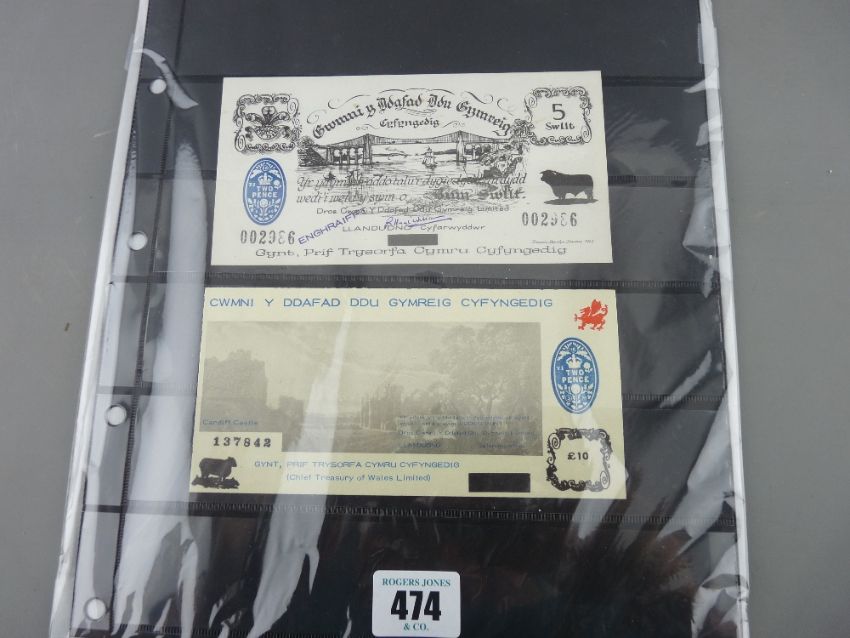 Cwmni y Ddafad Ddu Gymreig
Cyfyngedig
5
Swllt
TWO
PENCE
Dros Cwmni Y Ddafad Ddu Gymreig Limited
002986
ENGHRAIFFT
002986
LLANDUDNO Cyfarwyddwr
Gynt, Prif Trysorfa Cymru Cyfyngedig
CWMNI Y DDAFAD DDU GYMREIG CYFYNGEDIG
TWO
PENCE
Cardiff Castle
137842
£10
GYNT, PRIF TRYSORFA CYMRU CYFYNGEDIG
(Chief Treasury of Wales Limited)
ROGERS JONES
474
& CO.